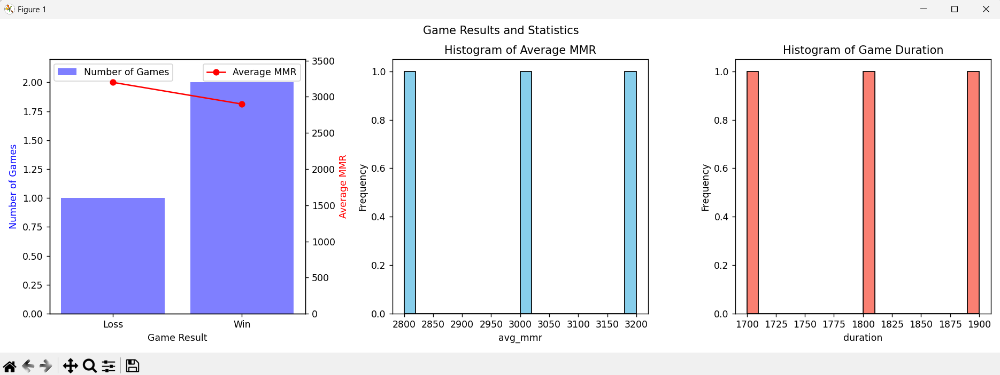 Figure 1
Game Results and Statistics
Number of Games
Average MMR
2.00
1.75
1.50
1.25
1.00
0.75
0.50
0.25
0.00
Number of Games
3500
3000
2500
2000
1500
1000
500
0
Average MMR
Loss Win
Game Result
Histogram of Average MMR
1.0
0.8
0.6
0.4
0.2
0.0
Frequency
2800 2850 2900 2950 3000 3050 3100 3150 3200
avg_mmr
Histogram of Game Duration
1.0
0.8
0.6
0.4
0.2
0.0
Frequency
1700 1725 1750 1775 1800 1825 1850 1875 1900
duration